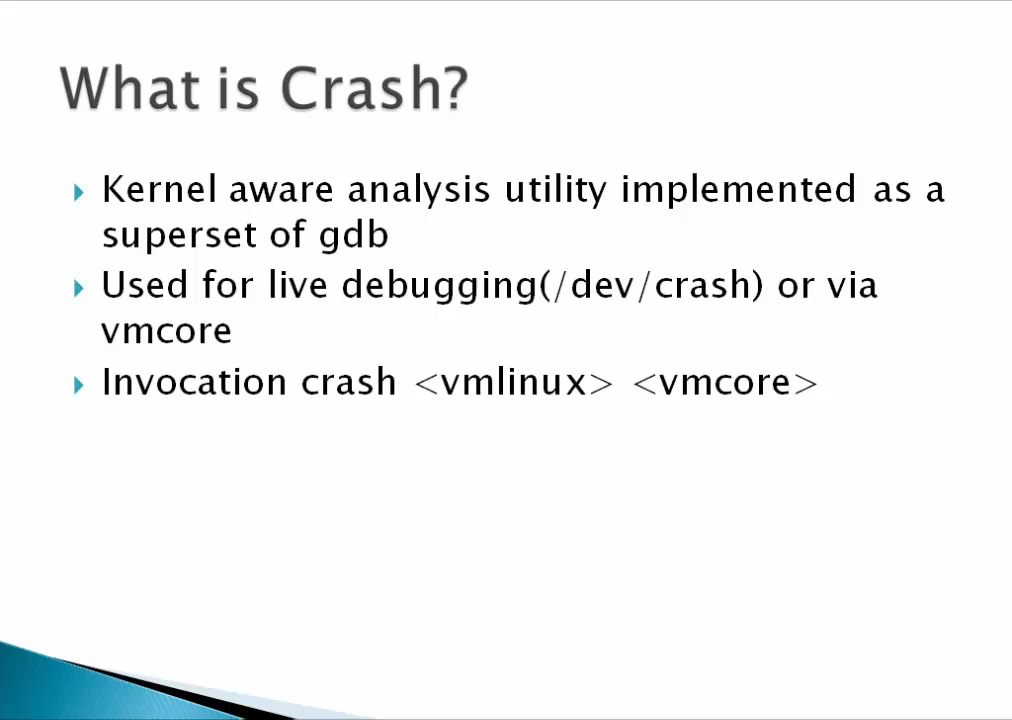 What is Crash?
Kernel aware analysis utility implemented as a
superset of gdb
Used for live debugging(/dev/crash) or via
vmcore
Invocation crash <vmlinux> <vmcore>